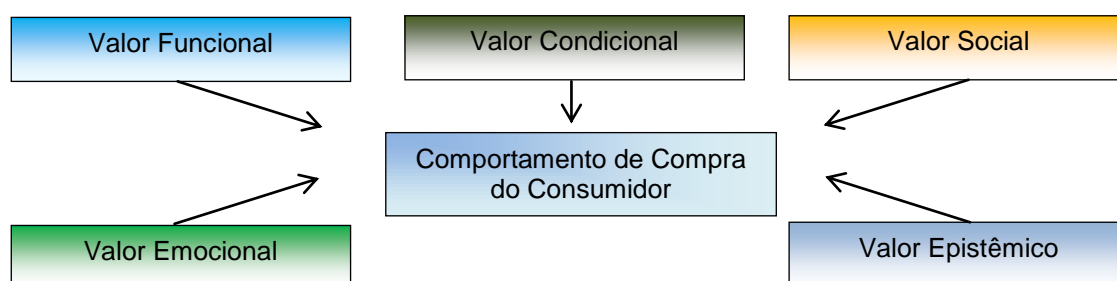 Valor Funcional
Valor Condicional
Valor Social
Comportamento de Compra
do Consumidor
Valor Emocional
Valor Epistêmico